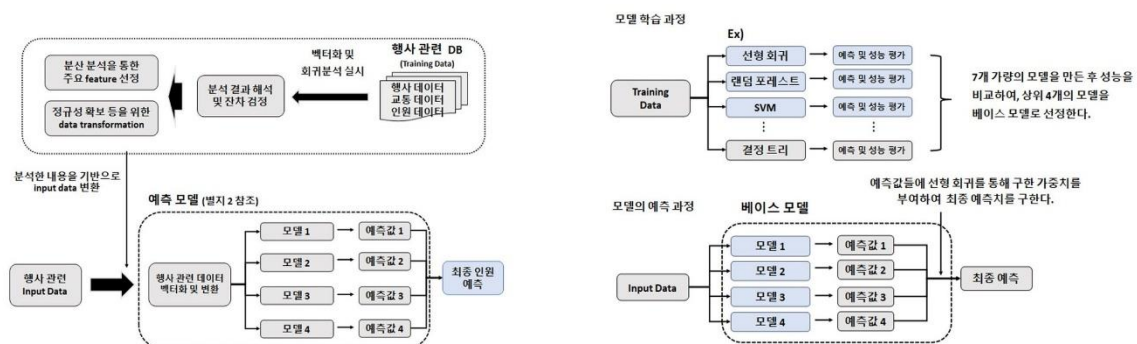 행사 관련 DB
(Training Data)
벡터화 및
회귀분석 실시
행사 데이터
교통 데이터
인원 데이터
분석 결과 해석
및 잔차 검정
분산 분석을 통한
주요 feature 선정
정규성 확보 등을 위한
data transformation
분석한 내용을 기반으로
input data 변환
예측 모델 (별지 2 참조)
행사 관련
Input Data
행사 관련 데이터
벡터화 및 변환
모델 1
예측값 1
모델 2
예측값 2
모델 3
예측값 3
모델 4
예측값 4
최종 인원
예측
모델 학습 과정
Ex)
Training
Data
선형 회귀
예측 및 성능 평가
랜덤 포레스트
예측 및 성능 평가
SVM
예측 및 성능 평가
결정 트리
예측 및 성능 평가
7개 가량의 모델을 만든 후 성능을
비교하여, 상위 4개의 모델을
베이스 모델로 선정한다.
예측값들에 선형 회귀를 통해 구한 가중치를
부여하여 최종 예측치를 구한다.
모델의 예측 과정
베이스 모델
Input Data
모델 1
예측값 1
모델 2
예측값 2
모델 3
예측값 3
모델 4
예측값 4
최종 예측